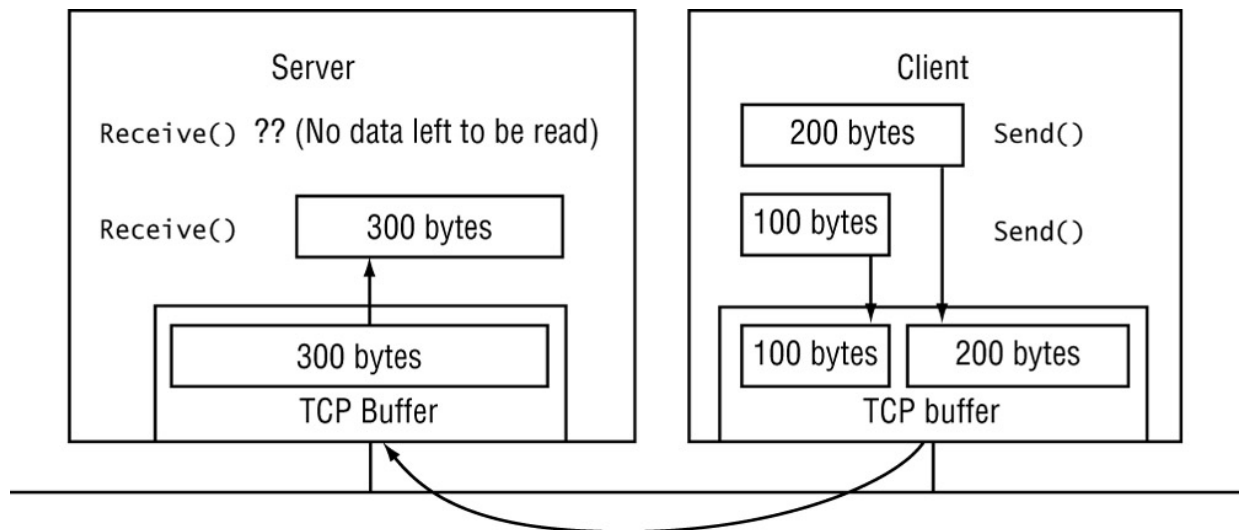 Server
Receive() ?? (No data left to be read)
Receive() 300 bytes
300 bytes
TCP Buffer
Client
200 bytes Send()
100 bytes Send()
100 bytes 200 bytes
TCP buffer